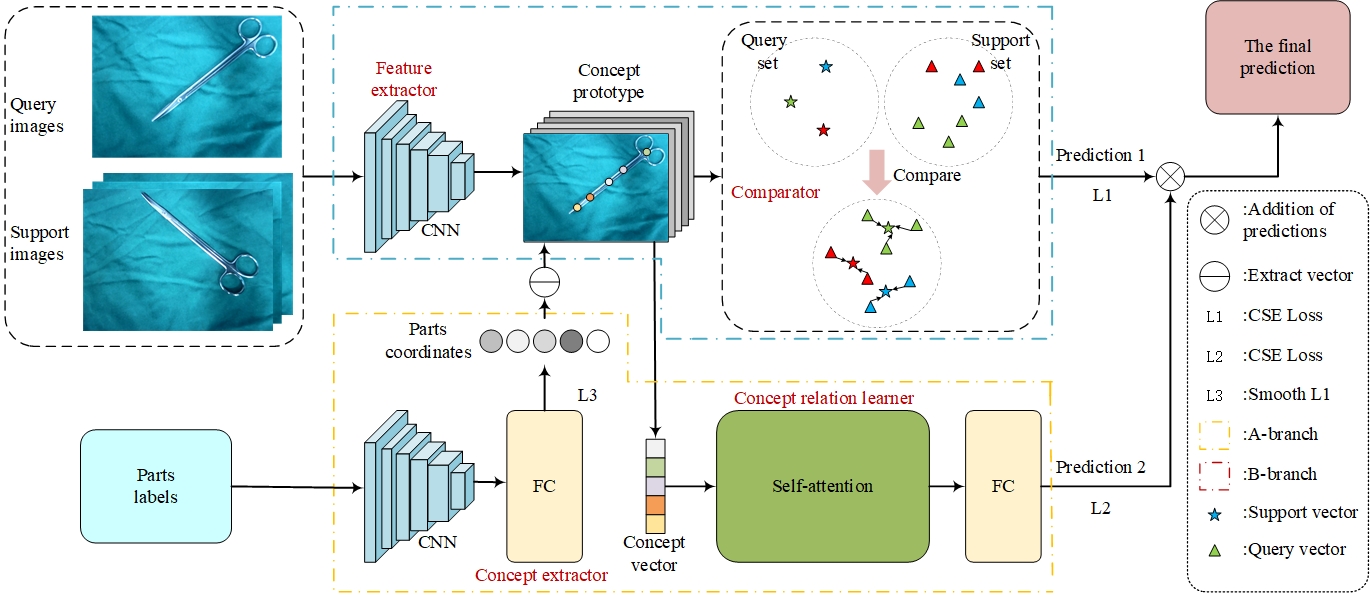 Query
images
Support
images
Feature
extractor
CNN
Concept
prototype
Query
set
Support
set
Compare
Comparator
Prediction 1
L1
The final
prediction
Parts
coordinates
L3
Parts
labels
CNN
FC
Concept extractor
Concept
vector
Concept relation learner
Self-attention
FC
Prediction 2
L2
:Addition of
predictions
:Extract vector
L1 :CSE Loss
L2 :CSE Loss
L3 :Smooth L1
:A-branch
:B-branch
:Support vector
:Query vector